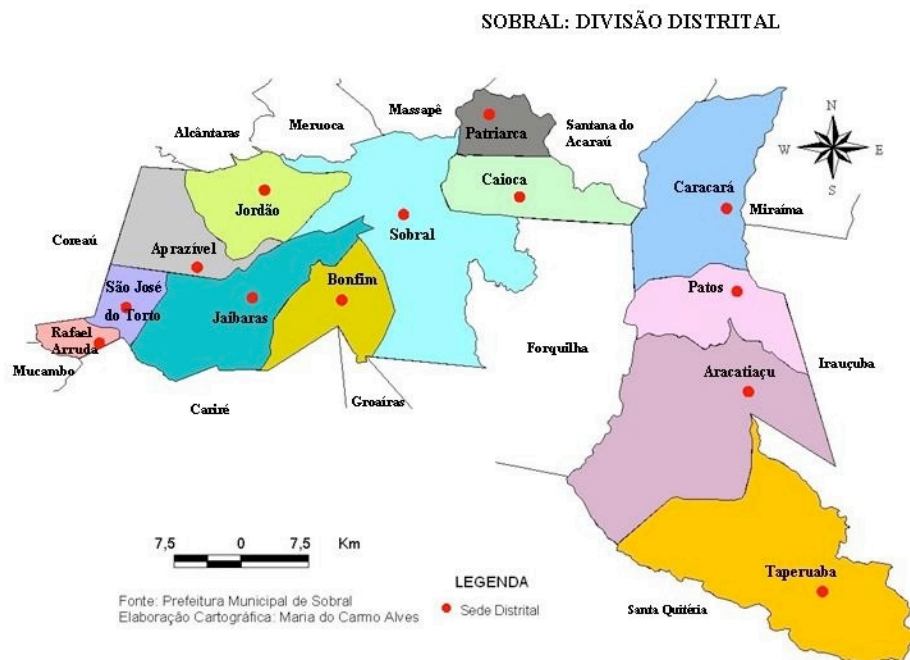 SOBRAL: DIVISÃO DISTRITAL
Massapê
Meruoca
Alcântaras
Patriarca
Santana do
Acaraú
N
W
E
S
Caioca
Caracará
Miraíma
Jordão
Sobral
Coreaú
Aprazível
São José
do Torto
Jaibaras
Bonfim
Patos
Rafael
Arruda
Mucambo
Forquilha
Irauçuba
Aracatiaçu
Cariré
Groaíras
7,5 0 7,5 Km
Fonte: Prefeitura Municipal de Sobral
Elaboração Cartográfica: Maria do Carmo Alves
LEGENDA
Sede Distrital
Taperuaba
Santa Quitéria